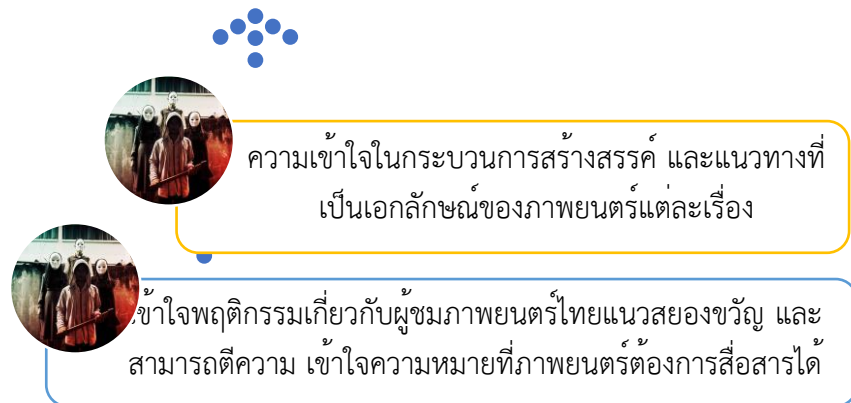 ความเข้าใจในกระบวนการสร้างสรรค์ และแนวทางที่
เป็นเอกลักษณ์ของภาพยนตร์แต่ละเรื่อง
เข้าใจพฤติกรรมเกี่ยวกับผู้ชมภาพยนตร์ไทยแนวสยองขวัญ และ
สามารถตีความ เข้าใจความหมายที่ภาพยนตร์ต้องการสื่อสารได้